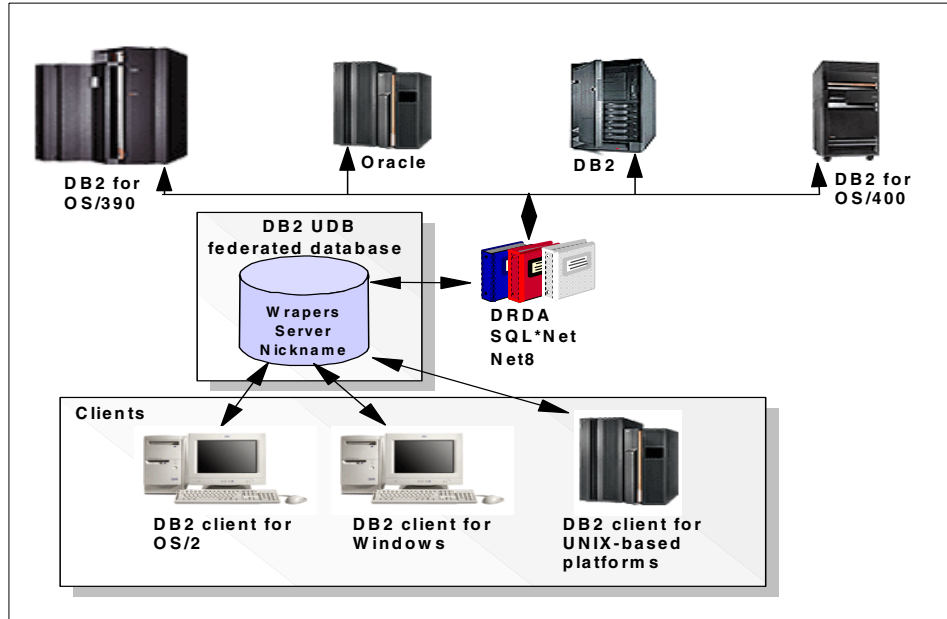 DB2 for
OS/390
Oracle
DB2
DB2 for
OS/400
DB2 UDB
federated database
Wrapers
Server
Nickname
DRDA
SQL*Net
Net8
Clients
DB2 client for
OS/2
DB2 client for
Windows
DB2 client for
UNIX-based
platforms